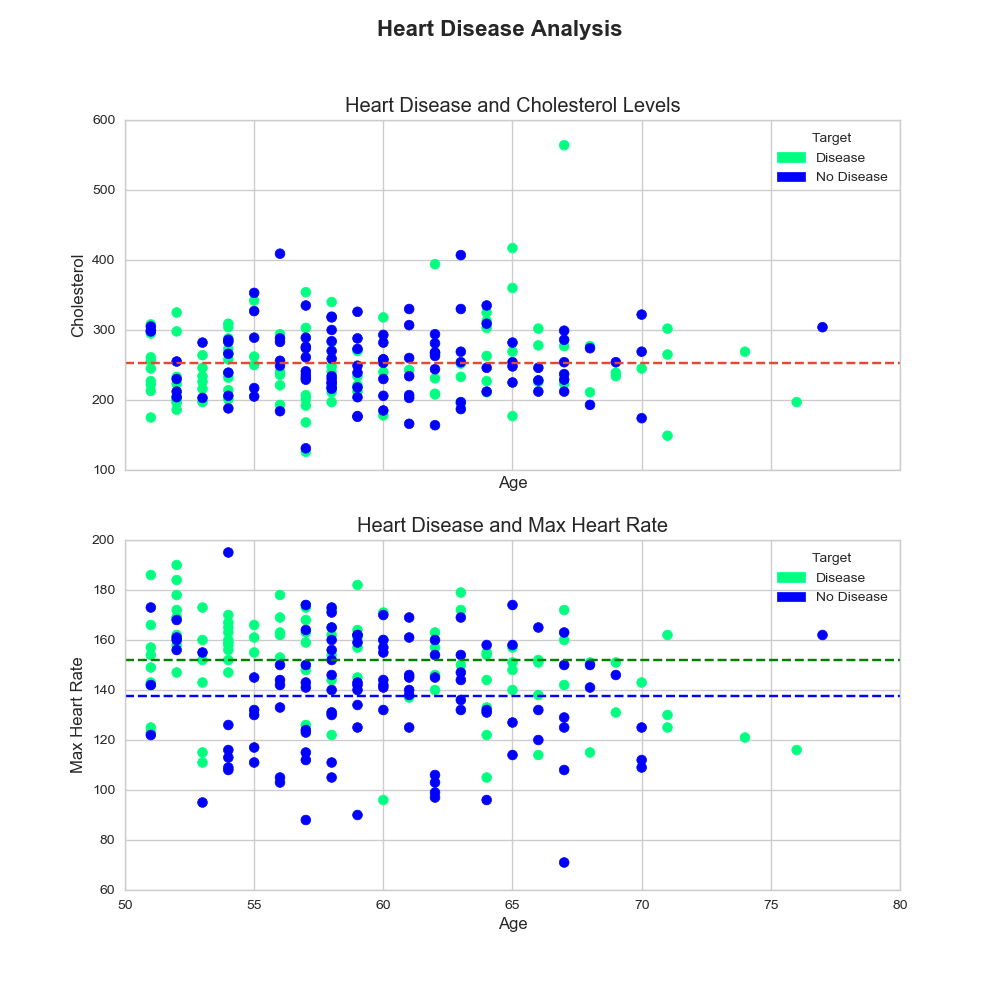 Heart Disease Analysis
Heart Disease and Cholesterol Levels
600
500
400
300
200
100
Cholesterol
Target
Disease
No Disease
Age
Heart Disease and Max Heart Rate
200
180
160
140
120
100
80
60
Max Heart Rate
Target
Disease
No Disease
50 55 60 65 70 75 80
Age